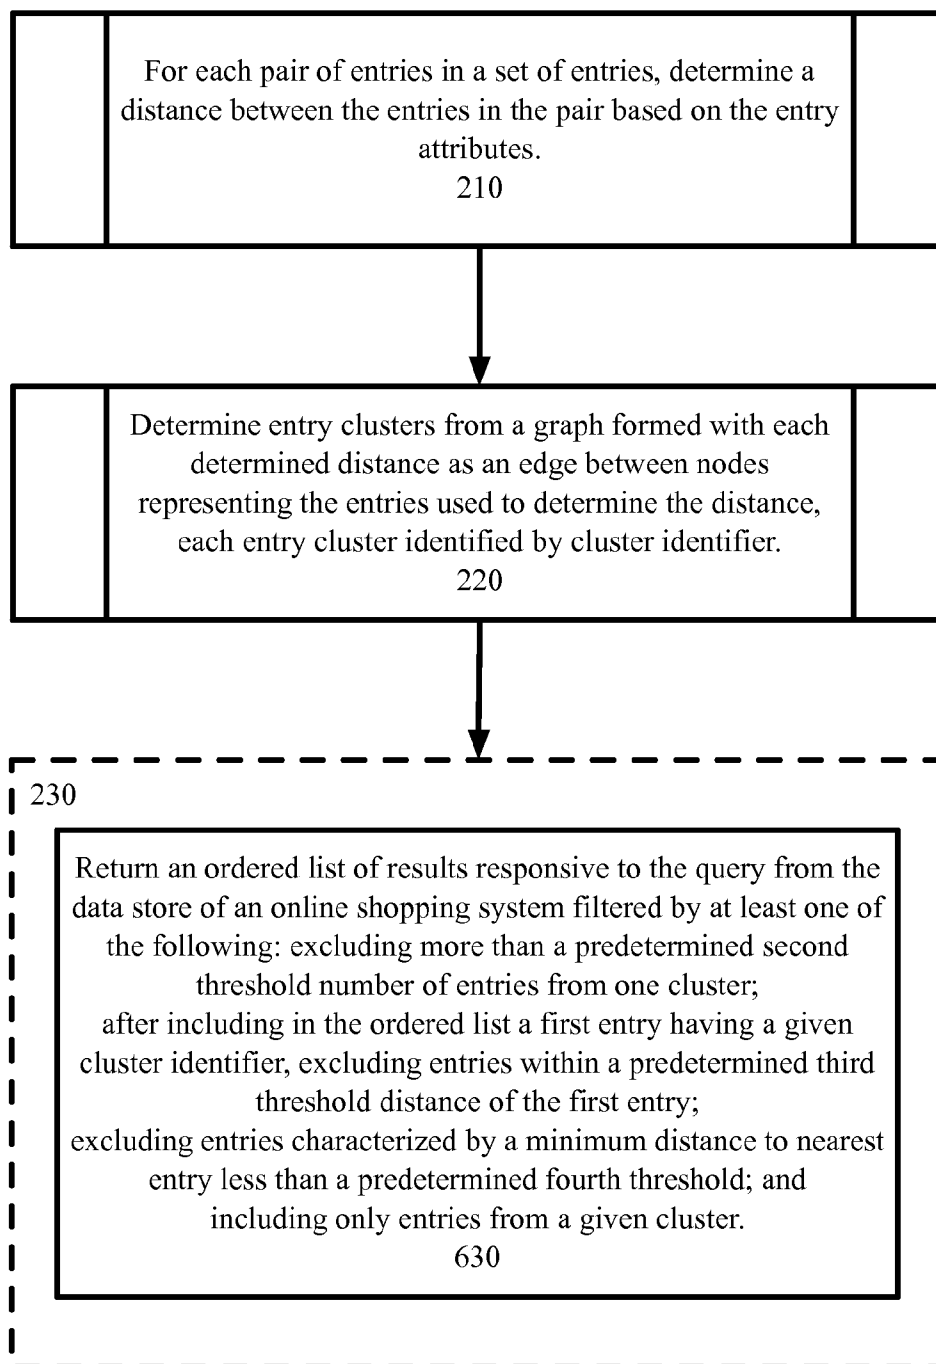 For each pair of entries in a set of entries, determine a
distance between the entries in the pair based on the entry
attributes.
210
Determine entry clusters from a graph formed with each
determined distance as an edge between nodes
representing the entries used to determine the distance,
each entry cluster identified by cluster identifier.
220
230
Return an ordered list of results responsive to the query from the
data store of an online shopping system filtered by at least one of
the following: excluding more than a predetermined second
threshold number of entries from one cluster;
after including in the ordered list a first entry having a given
cluster identifier, excluding entries within a predetermined third
threshold distance of the first entry;
excluding entries characterized by a minimum distance to nearest
entry less than a predetermined fourth threshold; and
including only entries from a given cluster.
630